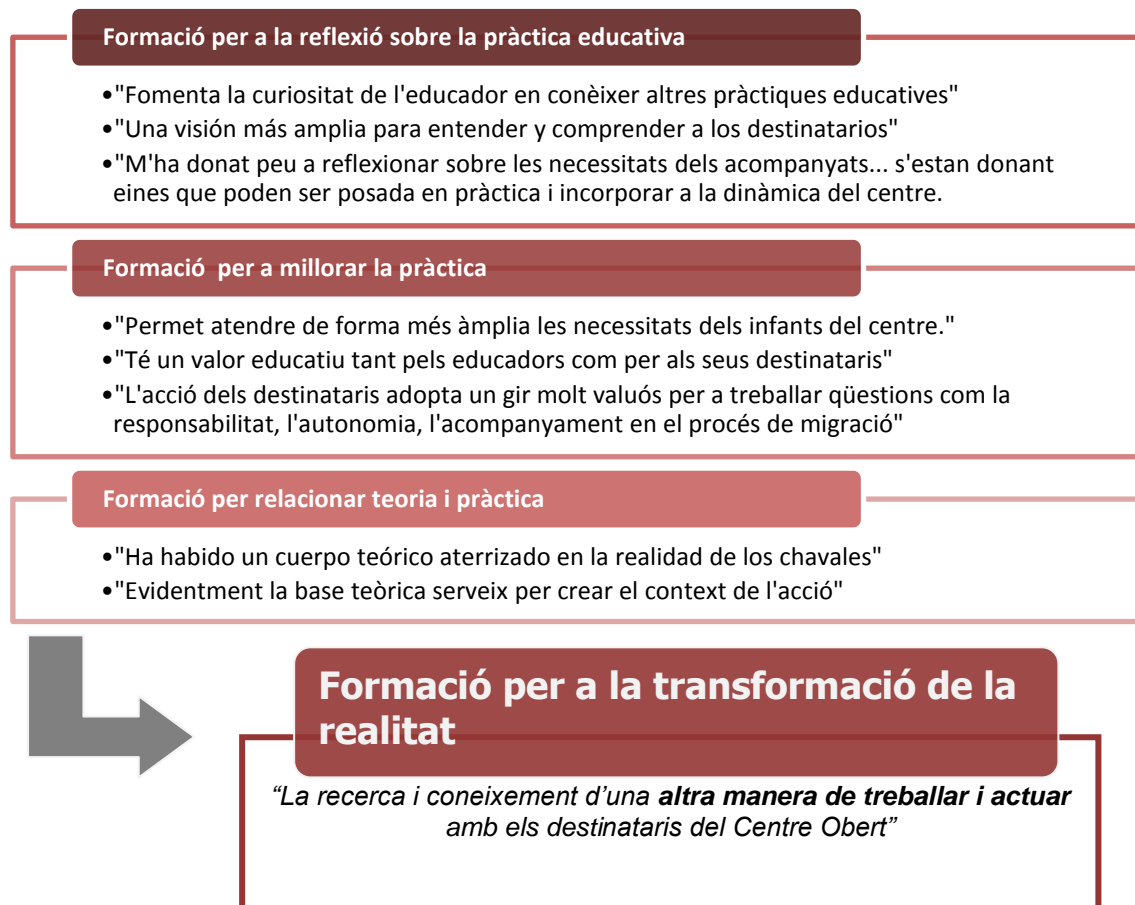 Formació per a la reflexió sobre la pràctica educativa
•"Fomenta la curiositat de l'educador en conèixer altres pràctiques educatives"
•"Una visión más amplia para entender y comprender a los destinatarios"
•"M'ha donat peu a reflexionar sobre les necessitats dels acompanyats... s'estan donant
eines que poden ser posada en pràctica i incorporar a la dinàmica del centre.
Formació  per a millorar la pràctica
•"Permet atendre de forma més àmplia les necessitats dels infants del centre."
•"Té un valor educatiu tant pels educadors com per als seus destinataris"
•"L'acció dels destinataris adopta un gir molt valuós per a treballar qüestions com la
responsabilitat, l'autonomia, l'acompanyament en el procés de migració"
Formació per relacionar teoria i pràctica
•"Ha habido un cuerpo teórico aterrizado en la realidad de los chavales"
•"Evidentment la base teòrica serveix per crear el context de l'acció"
Formació per a la transformació de la
realitat
“La recerca i coneixement d’una altra manera de treballar i actuar
amb els destinataris del Centre Obert”